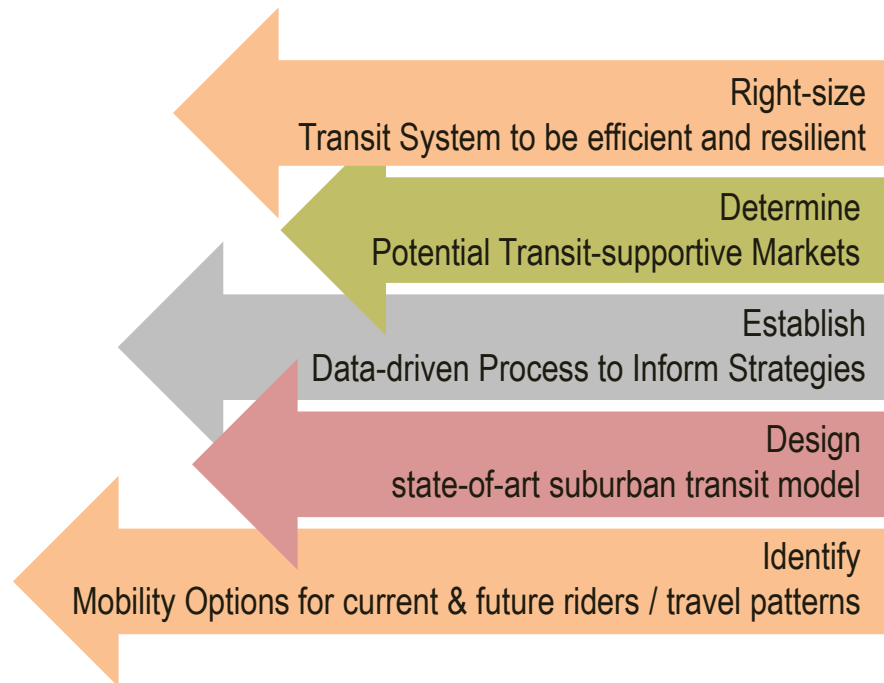 Right-size
Transit System to be efficient and resilient
Determine
Potential Transit-supportive Markets
Establish
Data-driven Process to Inform Strategies
Design
state-of-art suburban transit model
Identify
Mobility Options for current & future riders / travel patterns